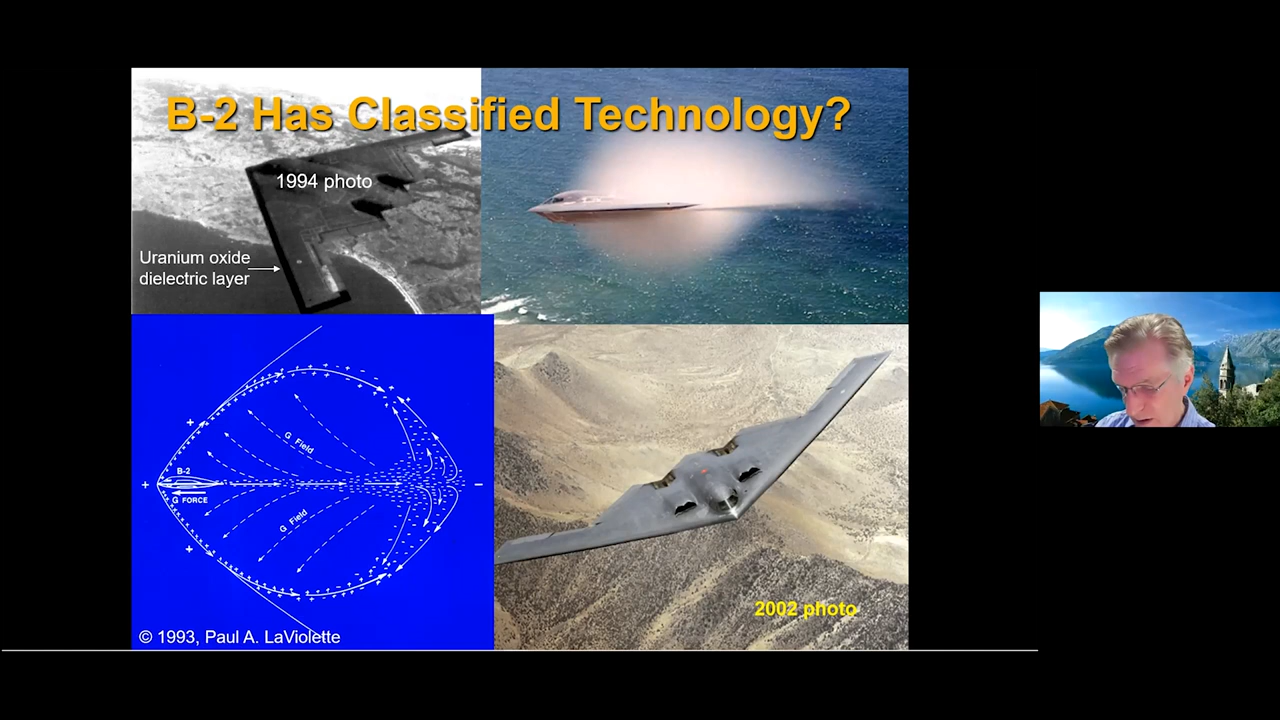 B-2 Has Classified Technology?
1994 photo
Uranium oxide
dielectric layer
G Field
B-2
G FORCE
G Field
© 1993, Paul A. LaViolette
2002 photo